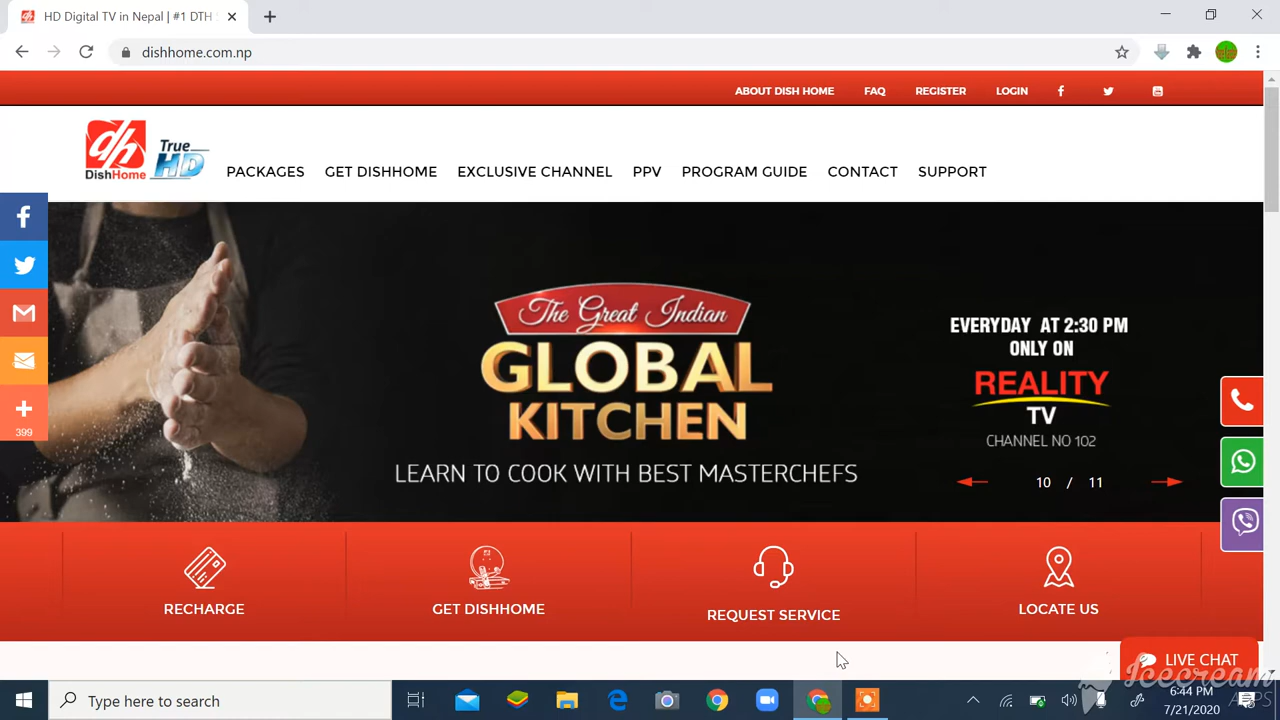 HD Digital TV in Nepal | #1 DTH
dishhome.com.np
ABOUT DISH HOME FAQ REGISTER LOGIN
dh
DishHome
True
HD
PACKAGES GET DISHHOME EXCLUSIVE CHANNEL PPV PROGRAM GUIDE CONTACT SUPPORT
399
The Great Indian
GLOBAL
KITCHEN
LEARN TO COOK WITH BEST MASTERCHEFS
EVERYDAY AT 2:30 PM
ONLY ON
REALITY
TV
CHANNEL NO 102
10 / 11
RECHARGE
GET DISHHOME
REQUEST SERVICE
LOCATE US
LIVE CHAT
Icecream
APPS
Type here to search
6:44 PM
7/21/2020